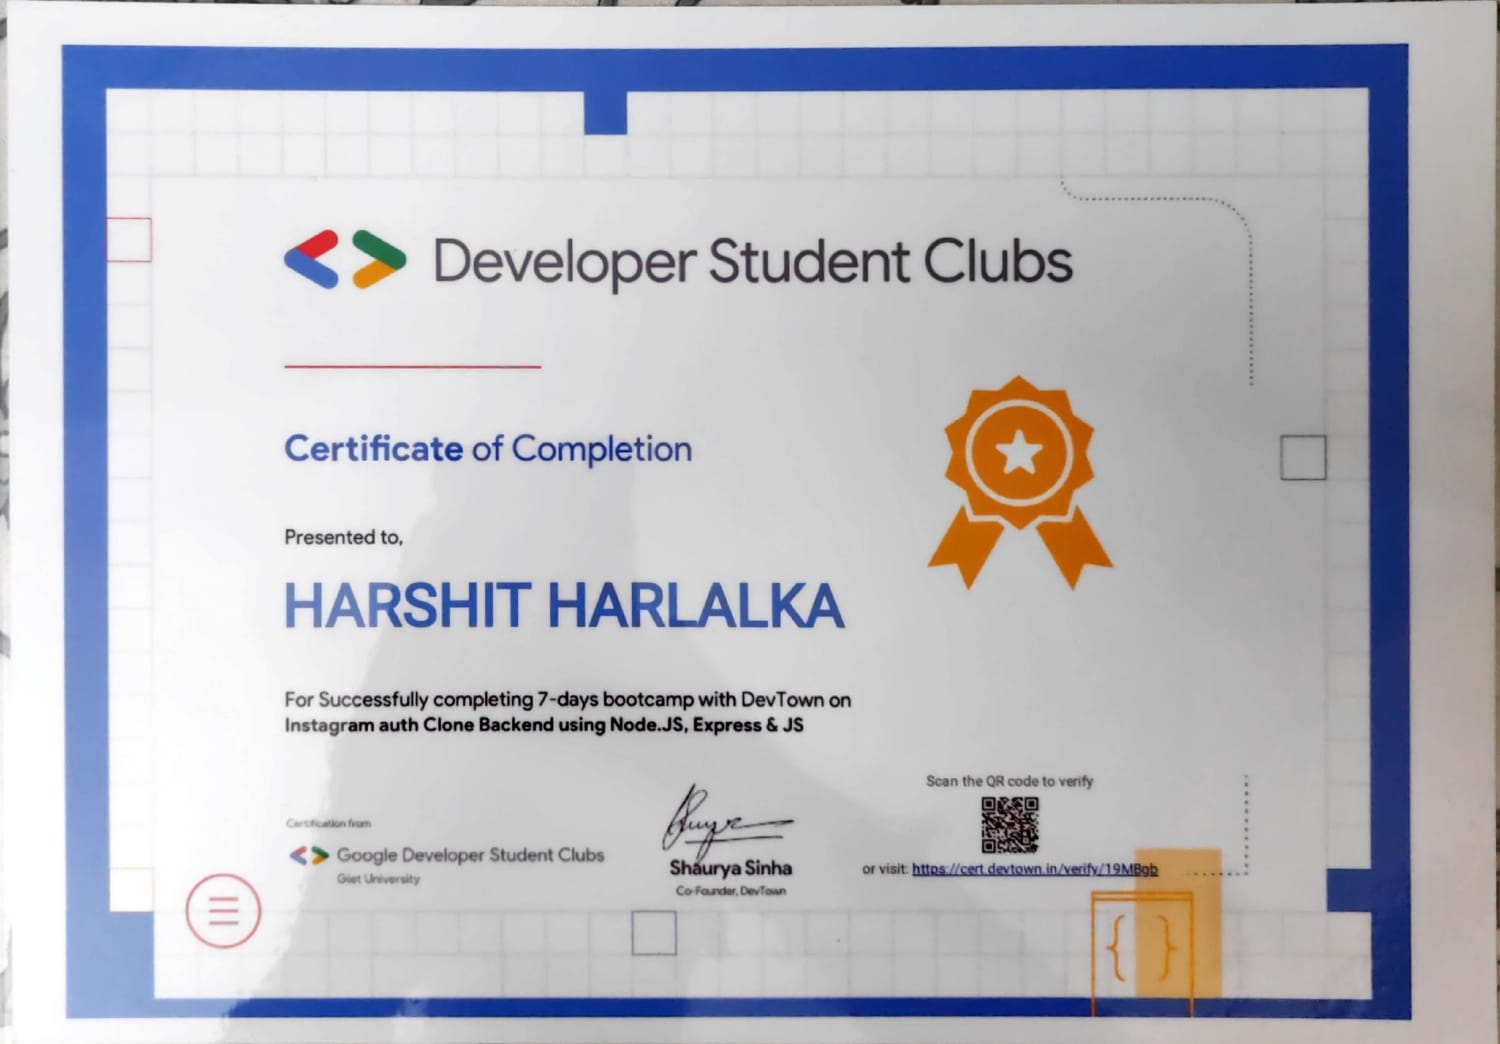 Developer Student Clubs
Certificate of Completion
Presented to,
HARSHIT HARLALKA
For Successfully completing 7-days bootcamp with DevTown on
Instagram auth Clone Backend using Node.JS, Express & JS
Certification from
Google Developer Student Clubs
Giet University
Shaurya Sinha
Co-Founder, DevTown
Scan the QR code to verify
or visit: https://cert.devtown.in/verify/19MBgb